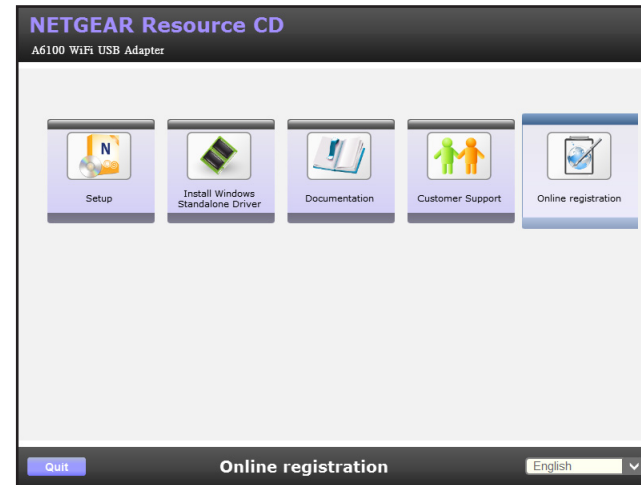 NETGEAR Resource CD
A6100 WiFi USB Adapter
N
Setup
Install Windows
Standalone Driver
Documentation
Customer Support
Online registration
Quit
Online registration
English